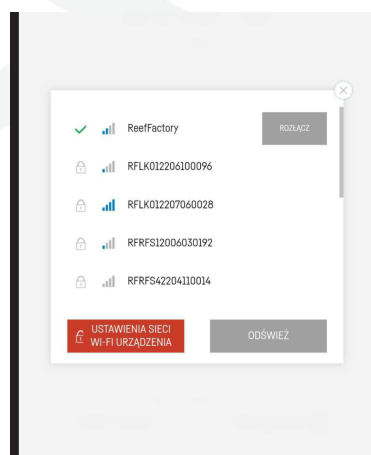 ReefFactory
ROZŁĄCZ
RFLK012206100096
RFLK012207060028
RFRFS12006030192
RFRFS42204110014
USTAWIENIA SIECI
WI-FI URZĄDZENIA
ODŚWIEŻ